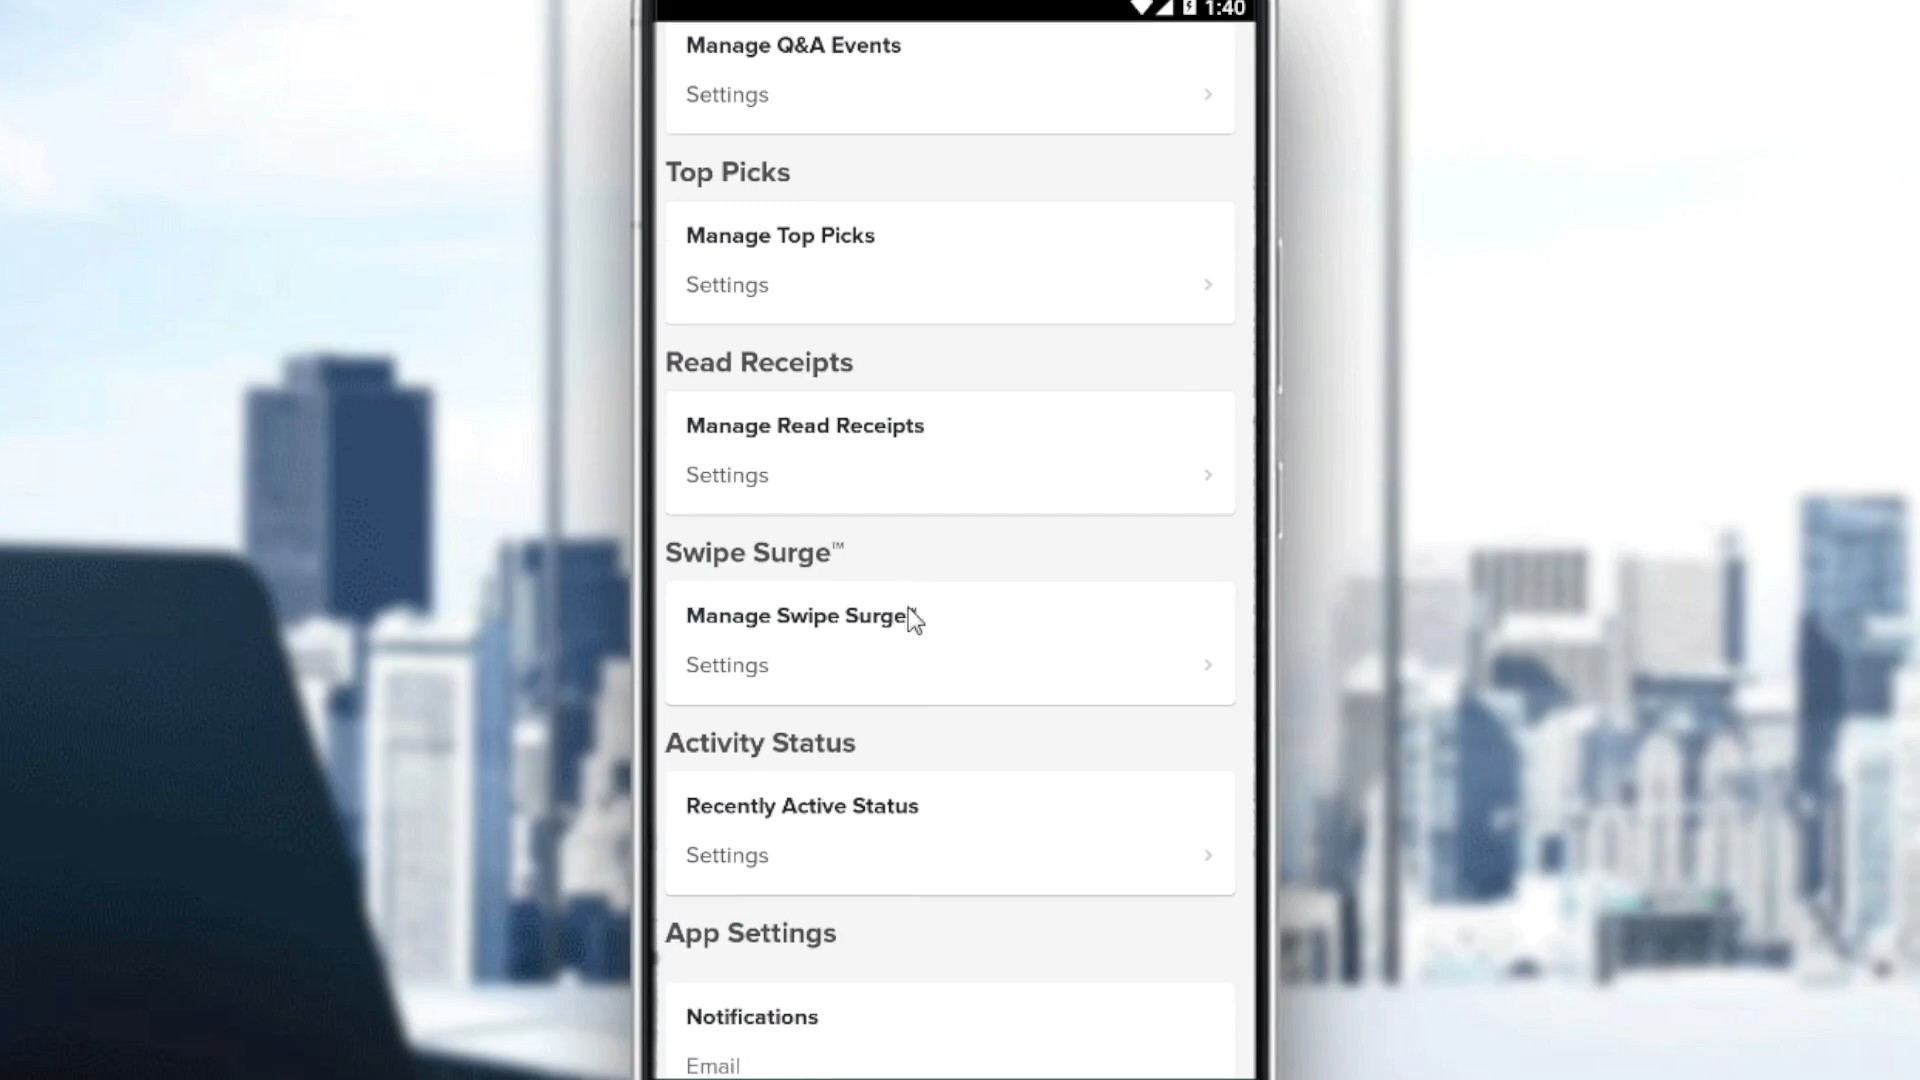 1:40
Manage Q&A Events
Settings
Top Picks
Manage Top Picks
Settings
Read Receipts
Manage Read Receipts
Settings
Swipe Surge™
Manage Swipe Surge™
Settings
Activity Status
Recently Active Status
Settings
App Settings
Notifications
Email